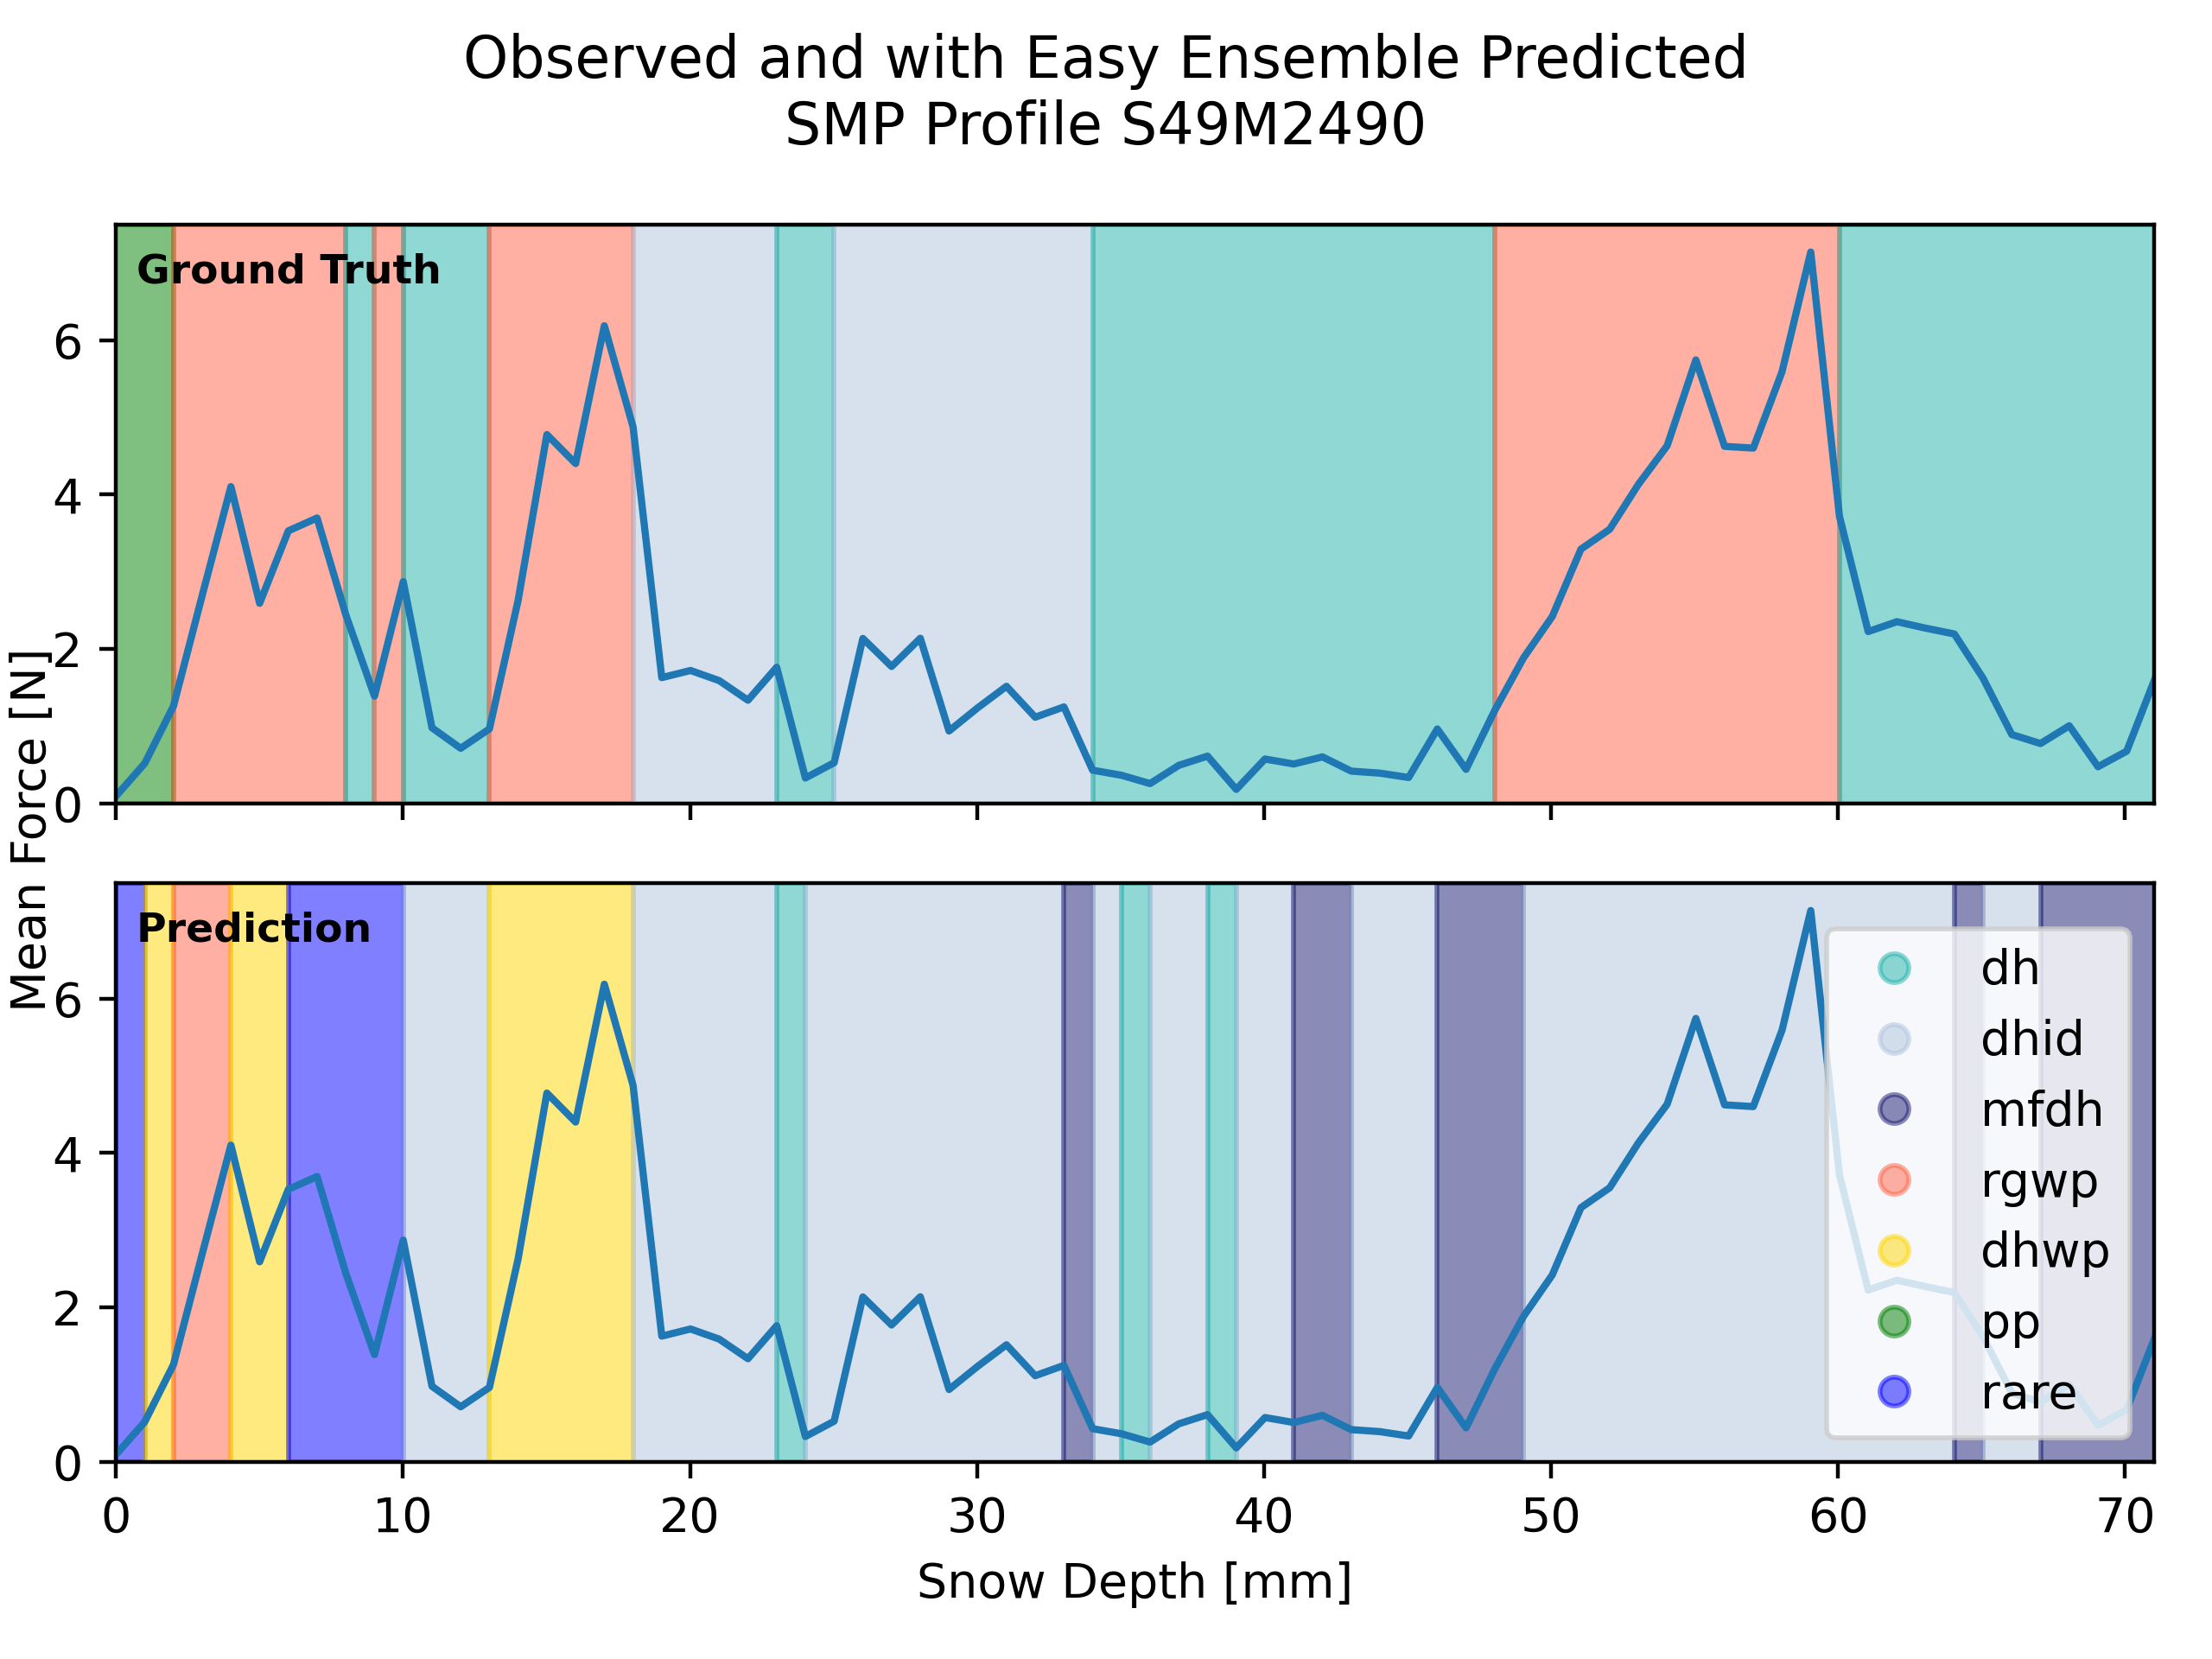 Observed and with Easy Ensemble Predicted
SMP Profile S49M2490
Ground Truth
6
4
2
0
Mean Force [N]
Prediction
6
4
2
0
dh
dhid
mfdh
rgwp
dhwp
pp
rare
0 10 20 30 40 50 60 70
Snow Depth [mm]